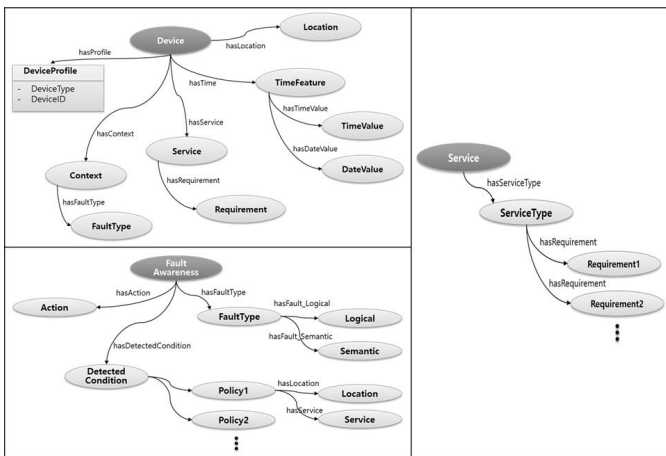 Device
hasLocation
Location
hasProfile
DeviceProfile
- DeviceType
- DeviceID
hasTime
TimeFeature
hasTimeValue
TimeValue
hasDateValue
DateValue
hasService
Service
hasRequirement
Requirement
hasContext
Context
hasFaultType
FaultType
Fault
Awareness
hasAction
Action
hasFaultType
FaultType
hasFault_Logical
Logical
hasFault_Semantic
Semantic
hasDetectedCondition
Detected
Condition
Policy1
hasLocation
Location
hasService
Service
Policy2
Service
hasServiceType
ServiceType
hasRequirement
Requirement1
hasRequirement
Requirement2